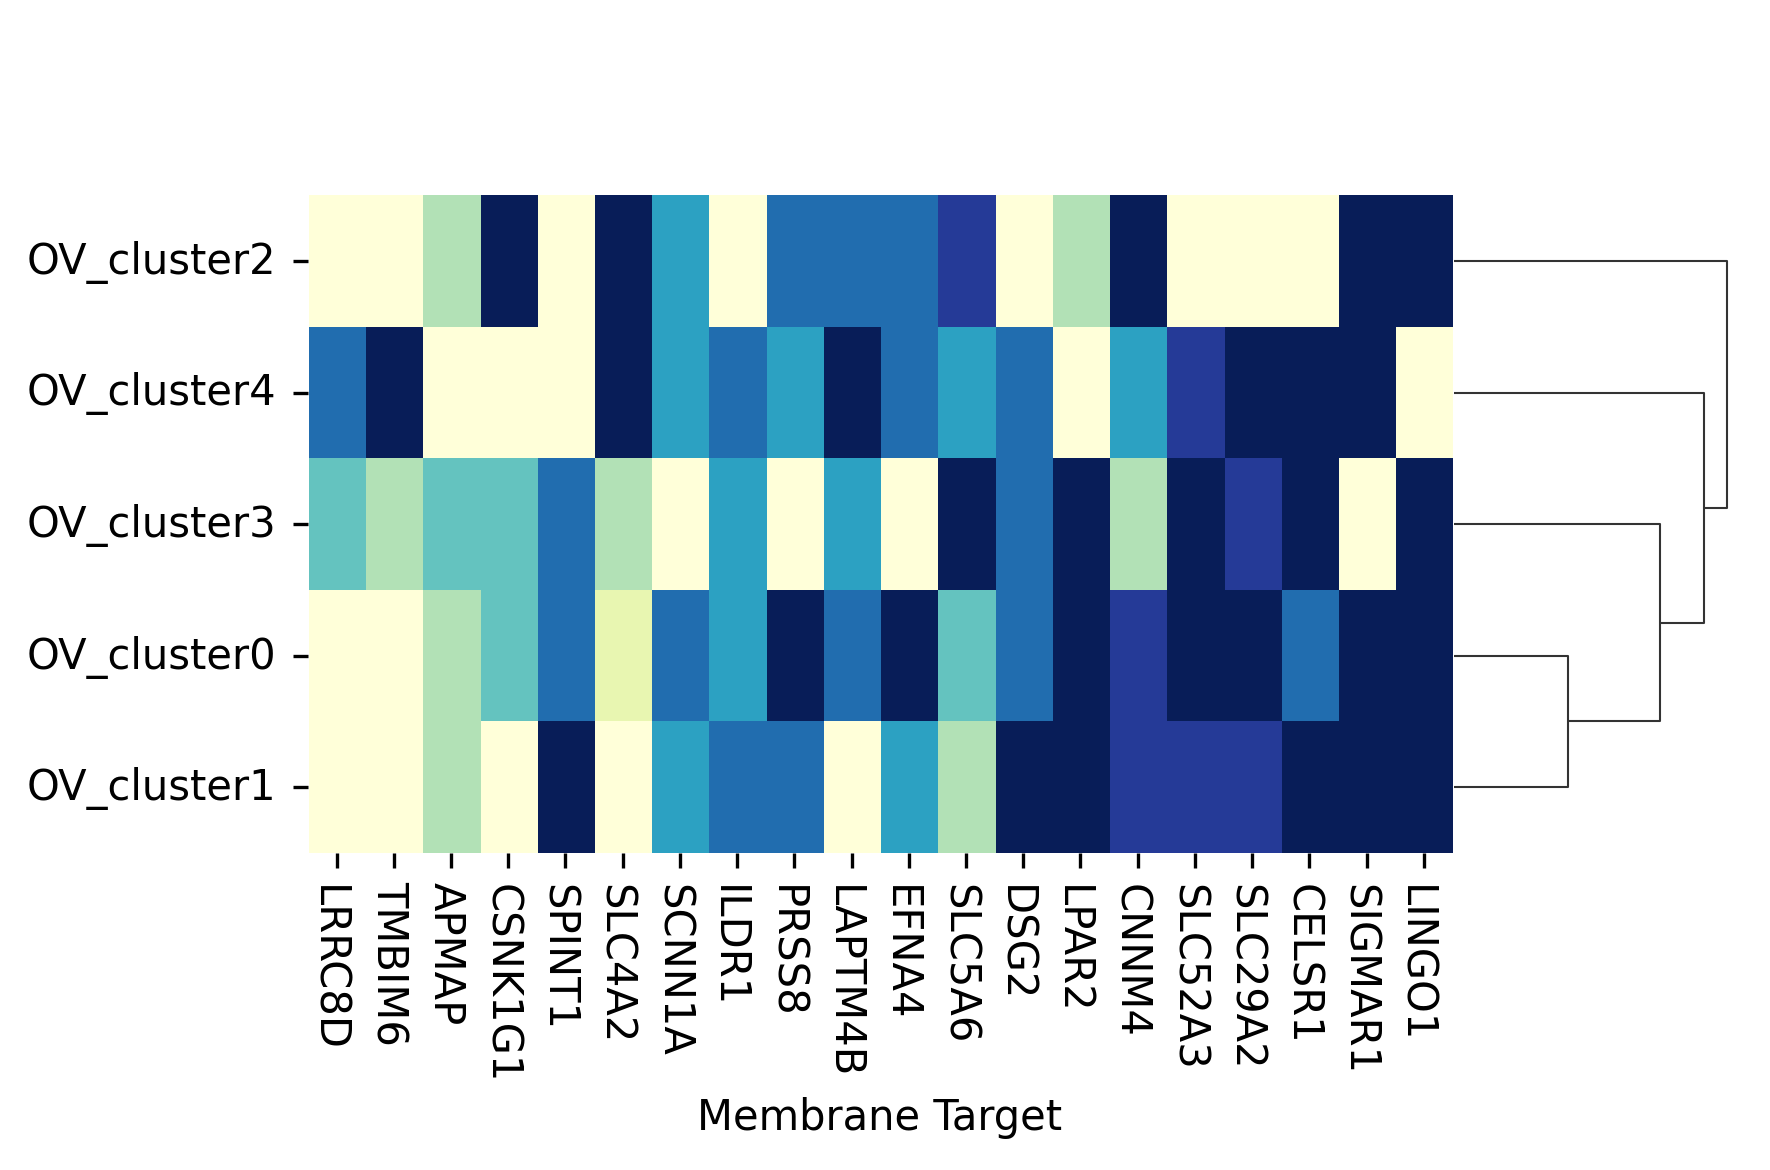 OV_cluster2
OV_cluster4
OV_cluster3
OV_cluster0
OV_cluster1
LRRC8D
TMBIM6
APMAP
CSNK1G1
SPINT1
SLC4A2
SCNN1A
ILDR1
PRSS8
LAPTM4B
EFNA4
SLC5A6
DSG2
LPAR2
CNNM4
SLC52A3
SLC29A2
CELSR1
SIGMAR1
LINGO1
Membrane Target